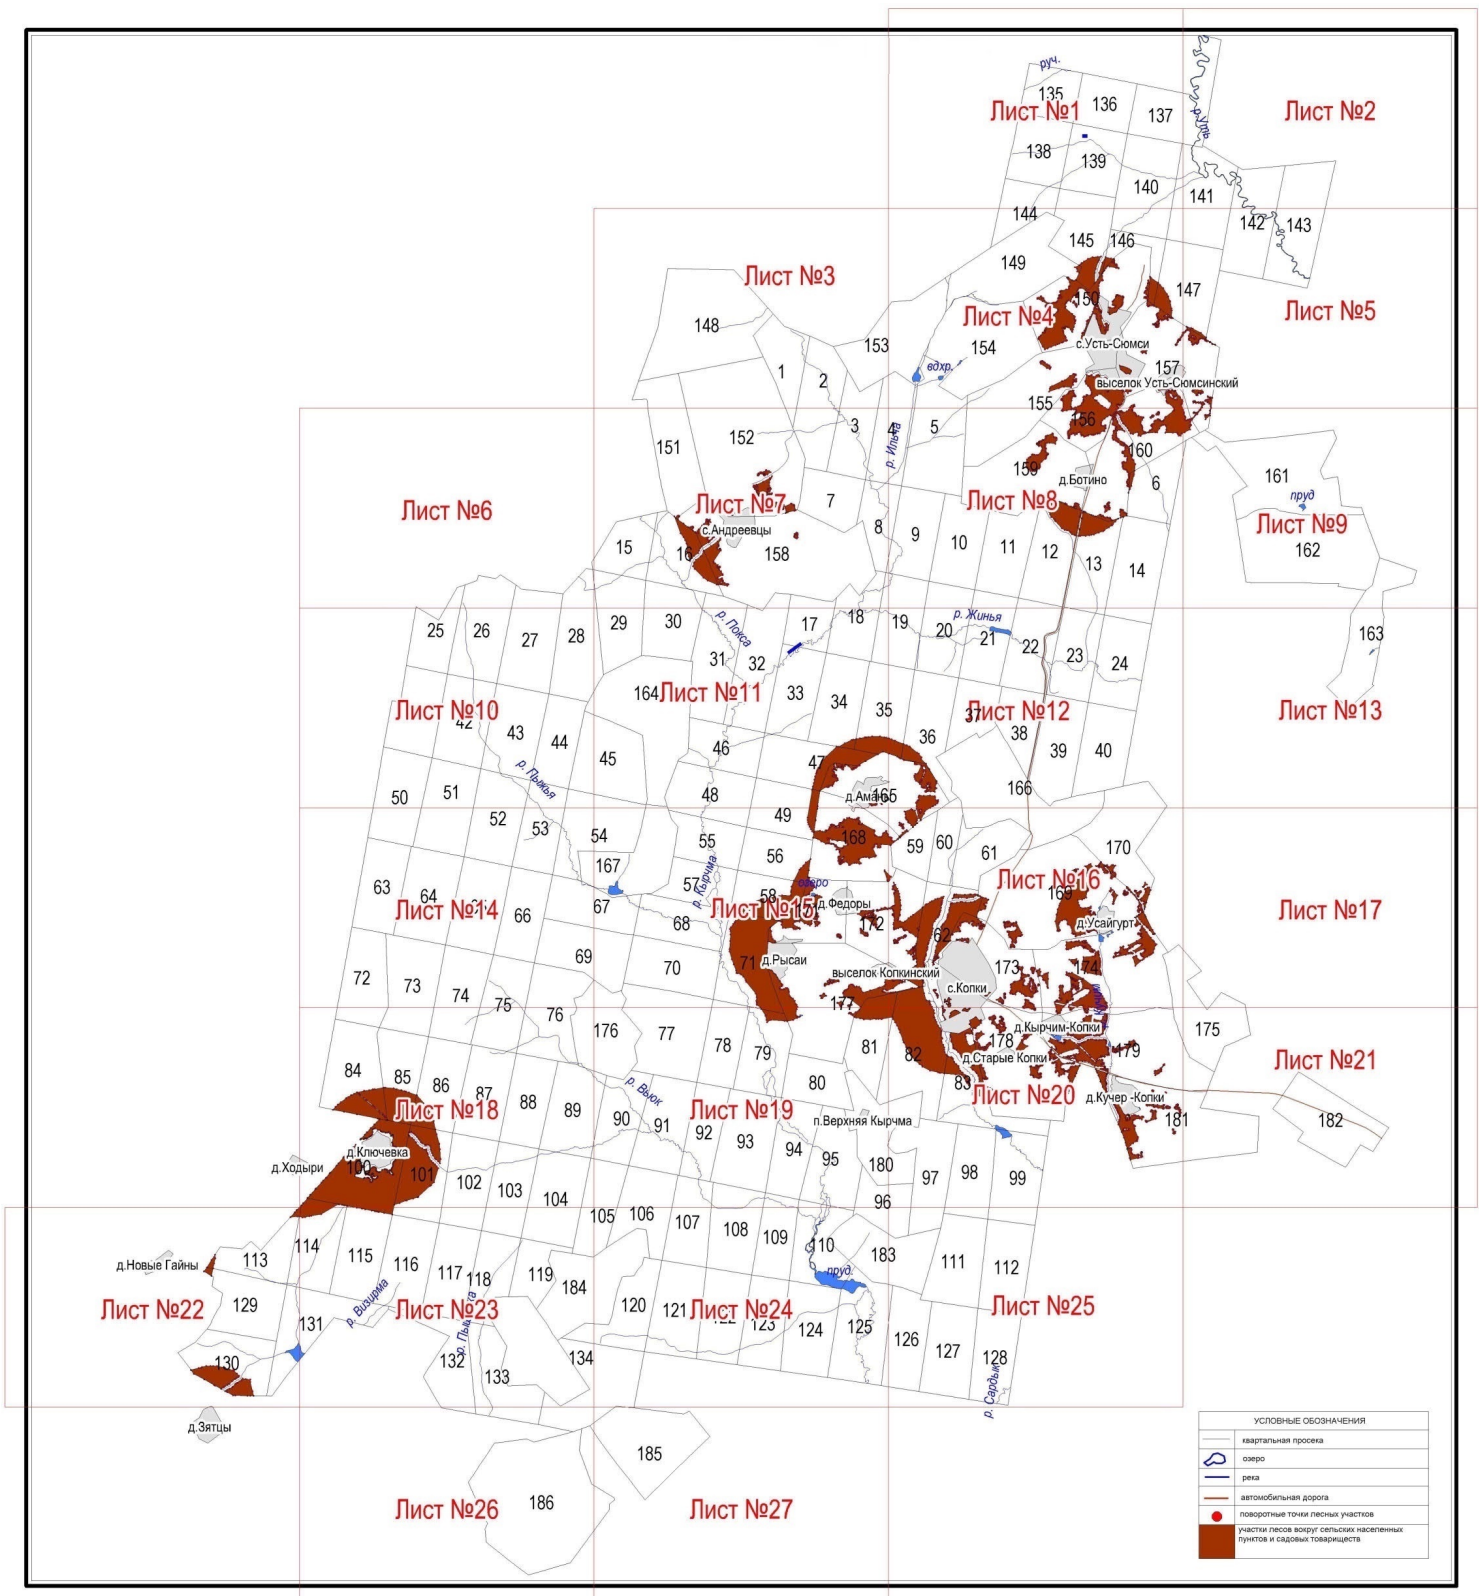 руч.
135
136
137
Лист №1
Лист №2
р.Уть
138
139
140
141
144
142
143
145
146
149
Лист №3
147
150
Лист №5
Лист №4
148
153
154
с.Усть-Сюмси
вдхр.
157
1
2
выселок Усть-Сюмсинский
155
156
3
4
5
р. Ильча
152
151
160
159
161
д.Ботино
6
пруд
Лист №6
Лист №7
7
Лист №8
Лист №9
с.Андреевцы
8
9
10
11
12
15
16
158
162
13
14
р. Покса
17
18
р. Жинья
19
20
21
22
25
26
27
28
29
30
163
23
24
31
32
164
Лист №11
33
34
35
Лист №10
42
37
Лист №12
Лист №13
43
44
36
38
39
40
46
45
47
р. Пыжья
166
50
51
48
д.Амань
165
49
52
53
54
55
168
59
60
61
170
56
167
63
64
57
р. Кырчма
озеро
58
Лист №16
169
Лист №14
66
67
Лист №15
д.Федоры
Лист №17
68
172
д.Усайгурт
62
69
70
71
д.Рысаи
173
174
72
73
74
выселок Копкинский
с.Копки
75
76
177
176
77
78
79
81
82
178
д.Кырчим-Копки
175
179
д.Старые Копки
Лист №21
84
85
86
87
80
83
р. Вьюк
Лист №20
д.Кучер -Копки
88
89
Лист №18
90
91
92
Лист №19
93
п.Верхняя Кырчма
181
182
д.Ключевка
94
95
д.Ходыри
100
101
102
103
104
180
97
98
99
96
105
106
107
108
109
110
113
114
115
116
117
118
119
184
183
111
112
д.Новые Гайны
пруд.
129
р. Визирма
Лист №22
131
Лист №23
120
121
Лист №24
122
123
124
125
Лист №25
126
127
128
130
132
133
134
р. Сардык
д.Зятцы
УСЛОВНЫЕ ОБОЗНАЧЕНИЯ
квартальная просека
озеро
река
автомобильная дорога
поворотные точки лесных участков
участки лесов вокруг сельских населенных
пунктов и садовых товариществ
185
186
Лист №26
Лист №27